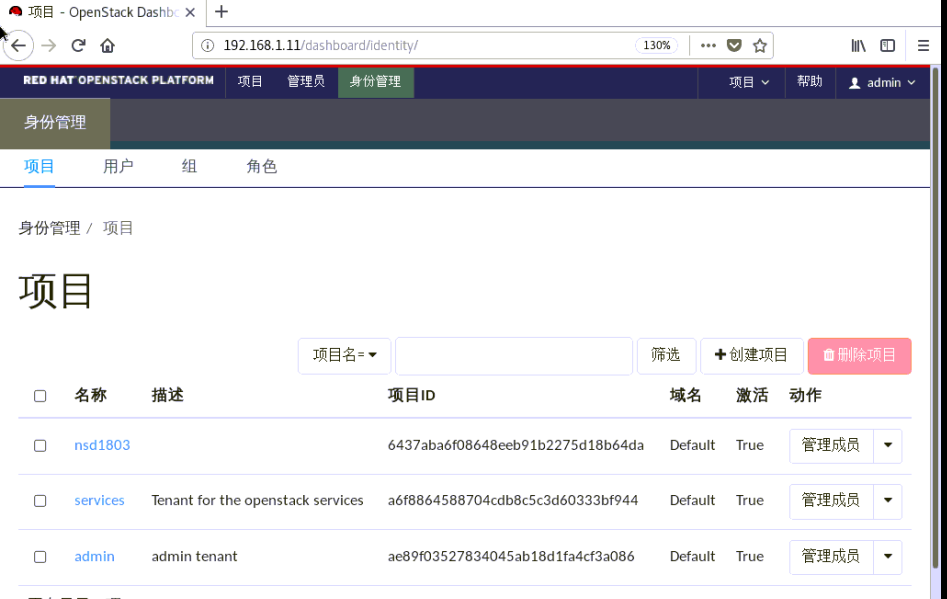 项目 - OpenStack Dashbo
192.168.1.11/dashboard/identity/ 130%
RED HAT OPENSTACK PLATFORM 项目 管理员 身份管理 项目 帮助 admin
身份管理
项目 用户 组 角色
身份管理 / 项目
项目
项目名= 筛选 创建项目 删除项目
名称 描述 项目ID 域名 激活 动作
nsd1803 6437aba6f08648eeb91b2275d18b64da Default True 管理成员
services Tenant for the openstack services a6f8864588704cdb8c5c3d60333bf944 Default True 管理成员
admin admin tenant ae89f03527834045ab18d1fa4cf3a086 Default True 管理成员